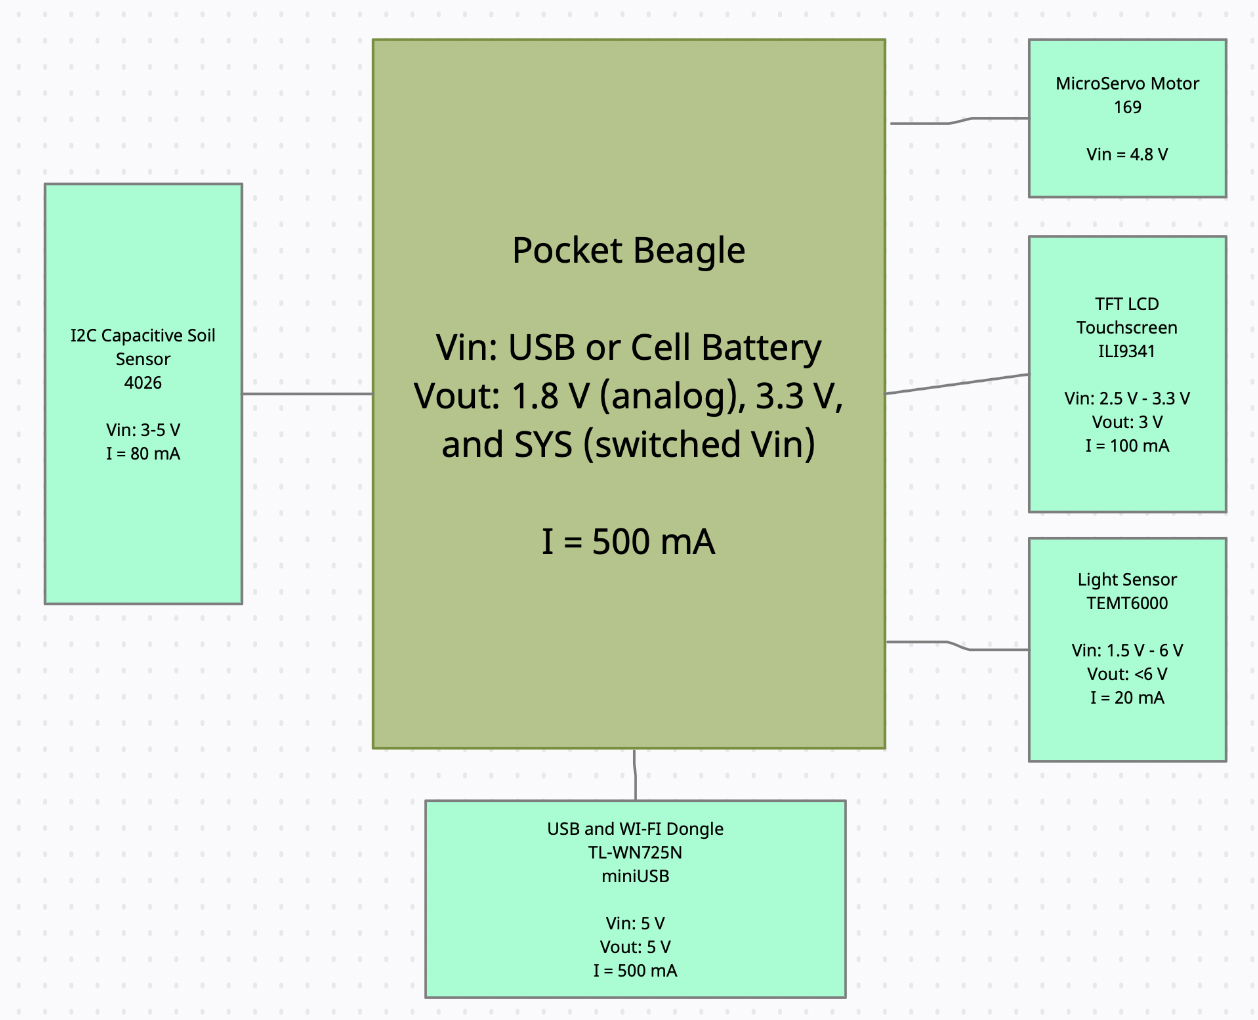 Pocket Beagle
Vin: USB or Cell Battery
Vout: 1.8 V (analog), 3.3 V,
and SYS (switched Vin)
I = 500 mA
I2C Capacitive Soil
Sensor
4026
Vin: 3-5 V
I = 80 mA
MicroServo Motor
169
Vin = 4.8 V
TFT LCD
Touchscreen
ILI9341
Vin: 2.5 V - 3.3 V
Vout: 3 V
I = 100 mA
Light Sensor
TEMT6000
Vin: 1.5 V - 6 V
Vout: <6 V
I = 20 mA
USB and WI-FI Dongle
TL-WN725N
miniUSB
Vin: 5 V
Vout: 5 V
I = 500 mA